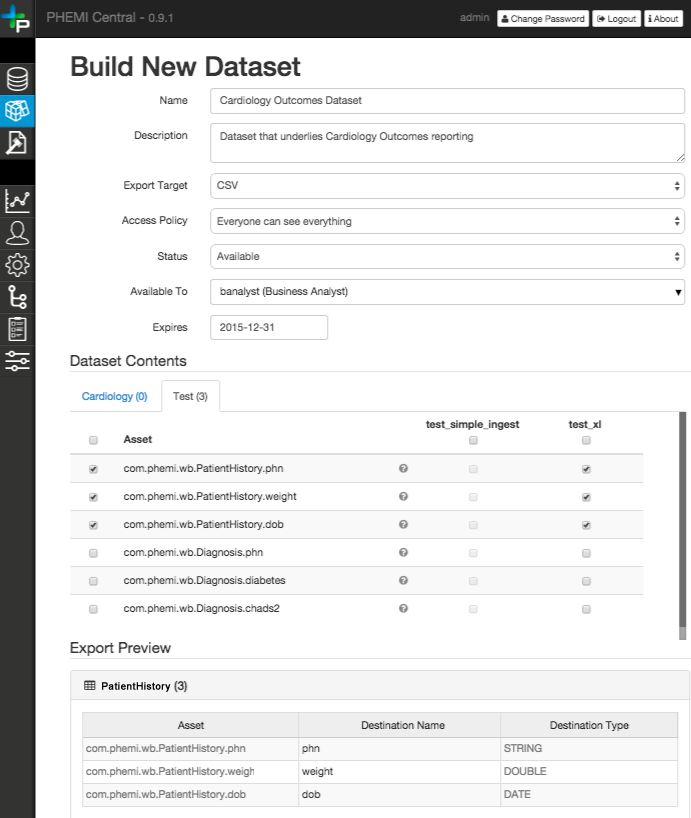 PHEMI Central - 0.9.1 admin Change Password Logout About
Build New Dataset
Name Cardiology Outcomes Dataset
Description Dataset that underlies Cardiology Outcomes reporting
Export Target CSV
Access Policy Everyone can see everything
Status Available
Available To banalyst (Business Analyst)
Expires 2015-12-31
Dataset Contents
Cardiology (0) Test (3)
Asset test_simple_ingest test_xl
com.phemi.wb.PatientHistory.phn
com.phemi.wb.PatientHistory.weight
com.phemi.wb.PatientHistory.dob
com.phemi.wb.Diagnosis.phn
com.phemi.wb.Diagnosis.diabetes
com.phemi.wb.Diagnosis.chads2
Export Preview
PatientHistory (3)
Asset Destination Name Destination Type
com.phemi.wb.PatientHistory.phn phn STRING
com.phemi.wb.PatientHistory.weigh weight DOUBLE
com.phemi.wb.PatientHistory.dob dob DATE